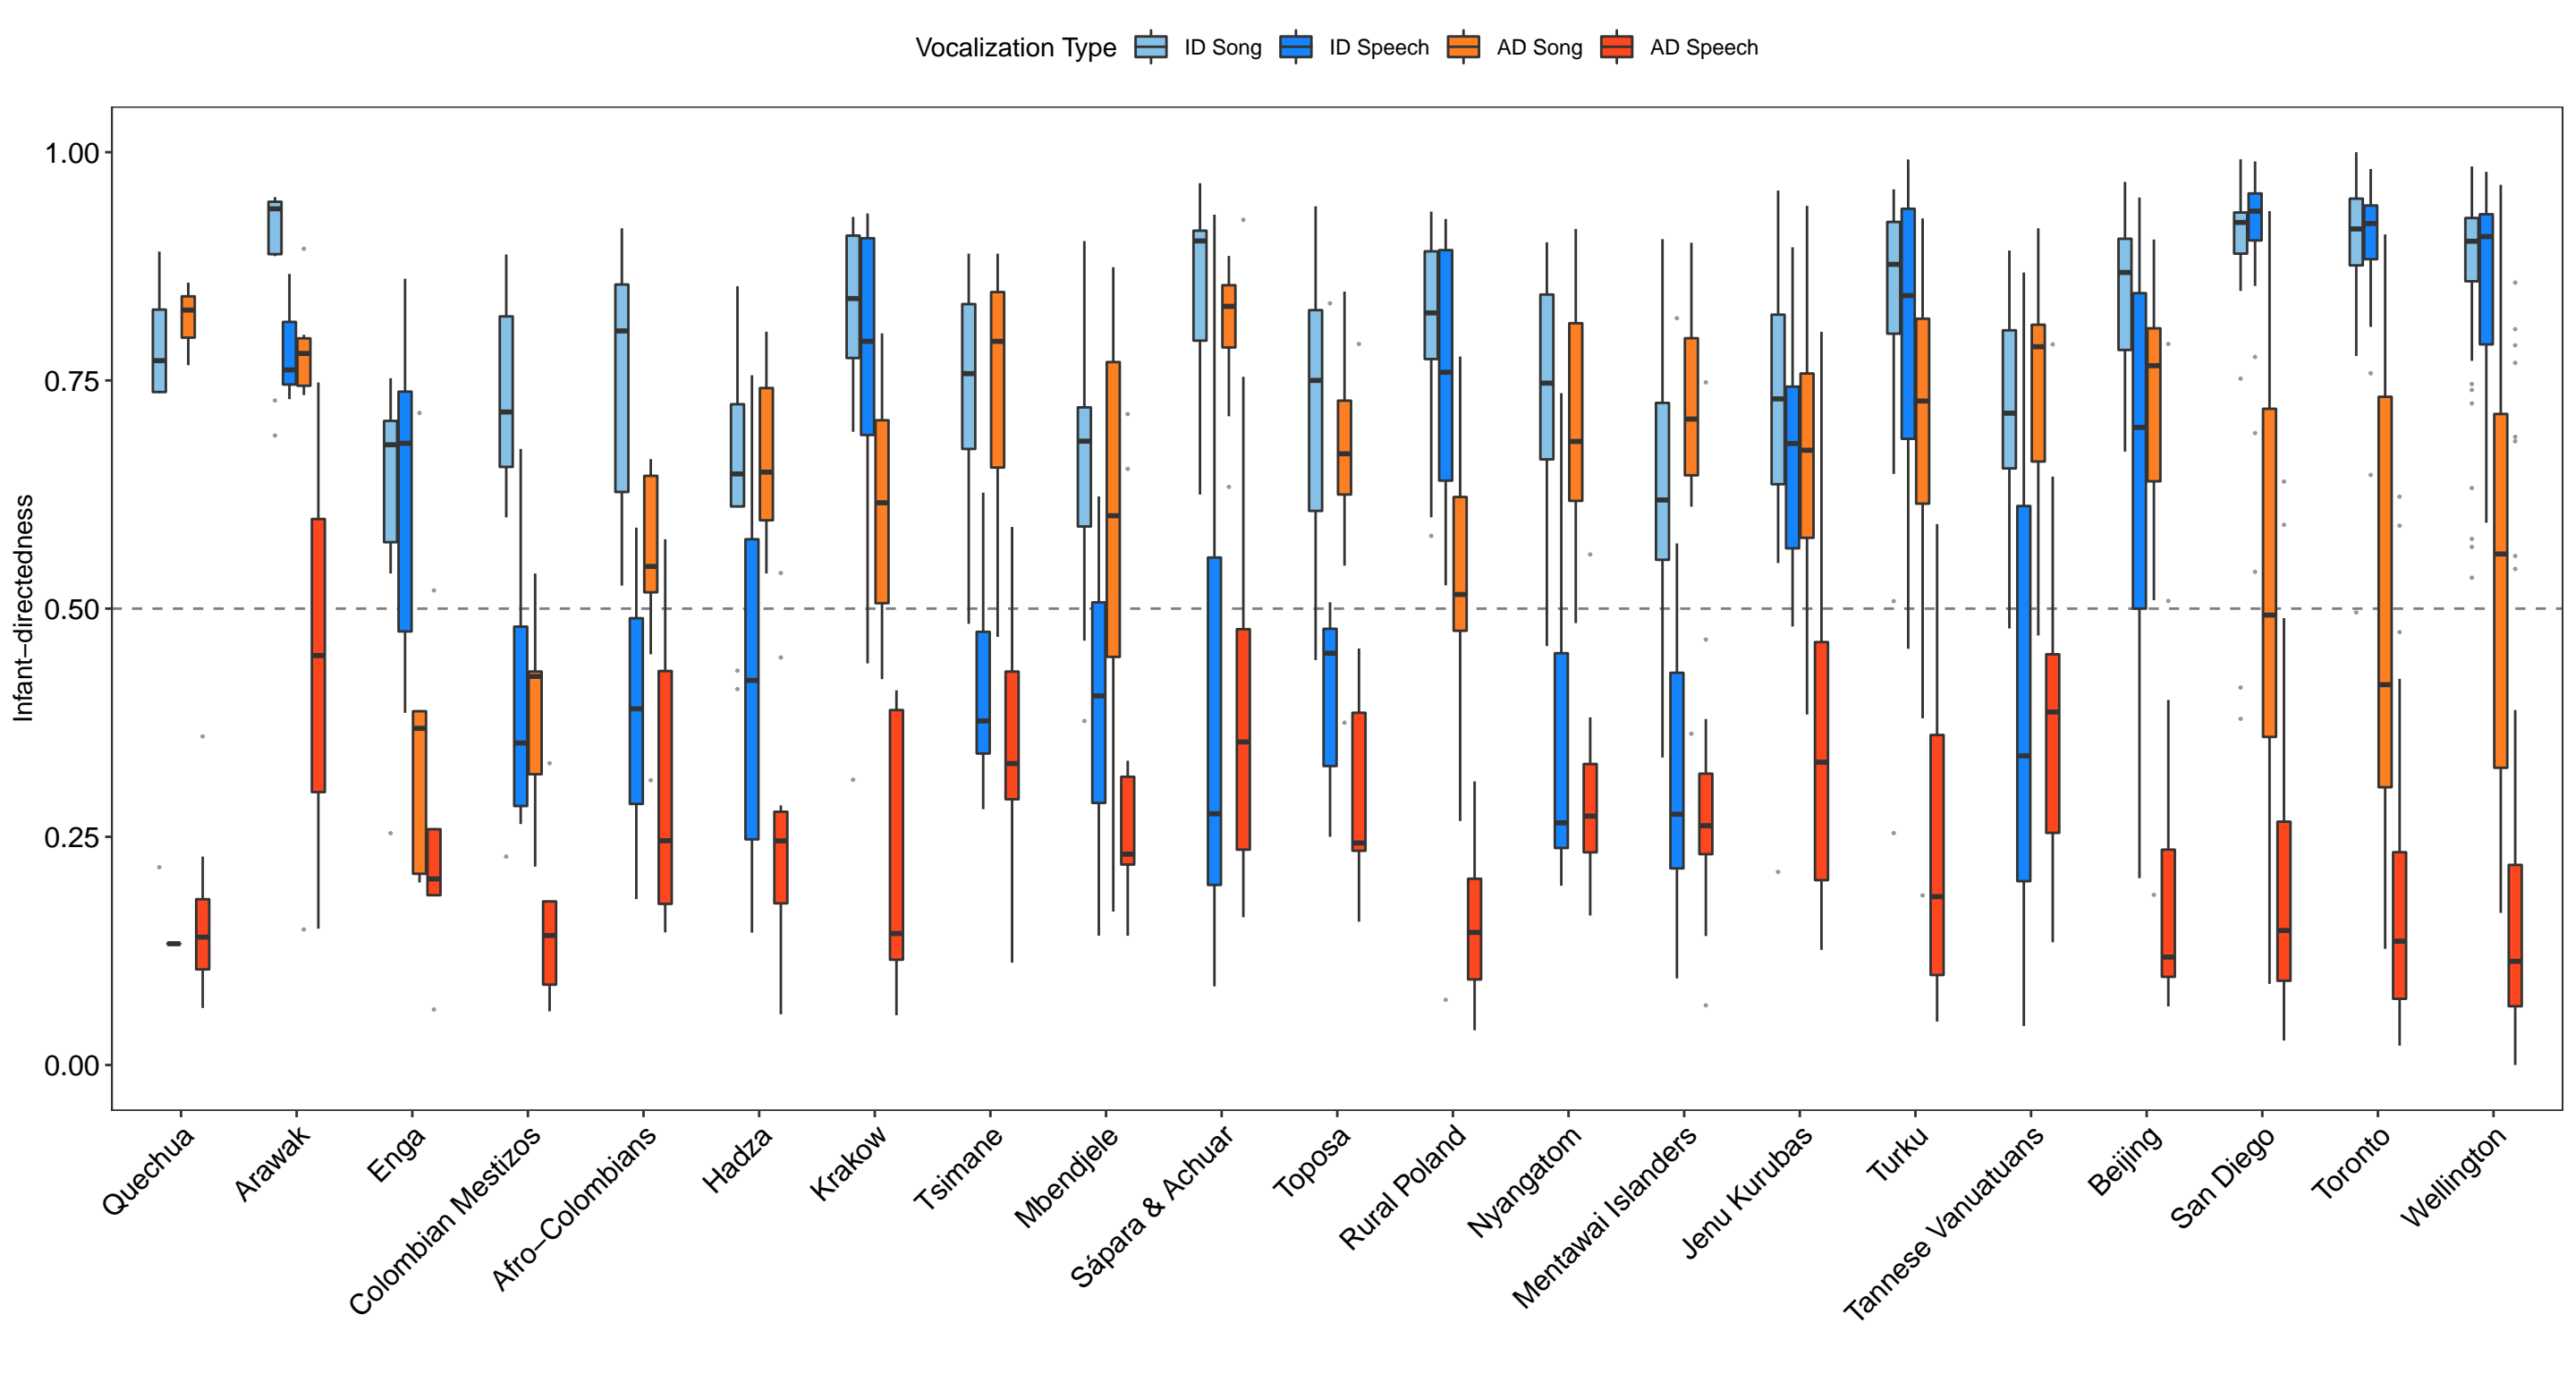 Vocalization Type ID Song ID Speech AD Song AD Speech
Infant−directedness
1.00
0.75
0.50
0.25
0.00
Quechua
Arawak
Enga
Colombian Mestizos
Afro−Colombians
Hadza
Krakow
Tsimane
Mbendjele
Sápara & Achuar
Toposa
Rural Poland
Nyangatom
Mentawai Islanders
Jenu Kurubas
Turku
Tannese Vanuatuans
Beijing
San Diego
Toronto
Wellington